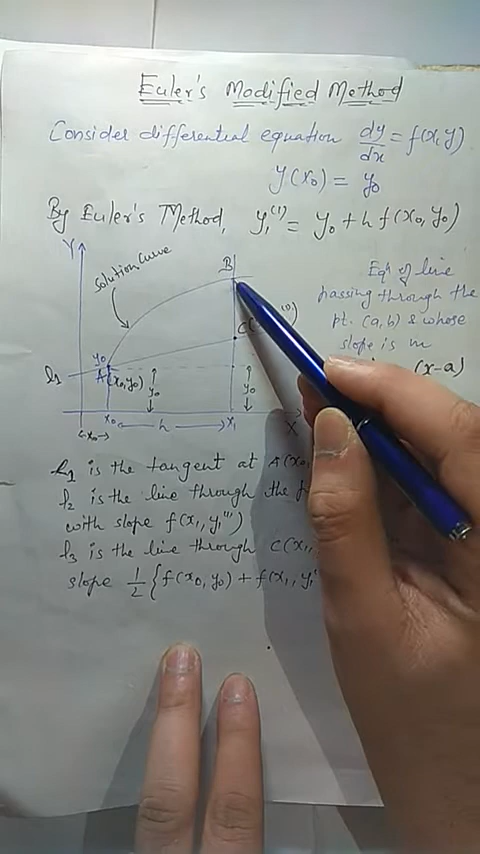 Euler's Modified Method
Consider differential equation dy/dx = f(x,y)
y(x₀) = y₀
By Euler's Method, y₁⁽¹⁾ = y₀ + h f(x₀, y₀)
Y
Solution Curve
B
Eqn of line
passing through the
pt. (a, b) & whose
slope is m
(x-a)
C(
y₀
l₁
A(x₀, y₀)
y₀
y₀
x₀
h
x₁
X
x₀
l₁ is the tangent at A(x₀,
l₂ is the line through the
with slope f(x₁, y₁⁽¹⁾)
l₃ is the line through C(x₁,
slope 1/2 {f(x₀, y₀) + f(x₁, y₁